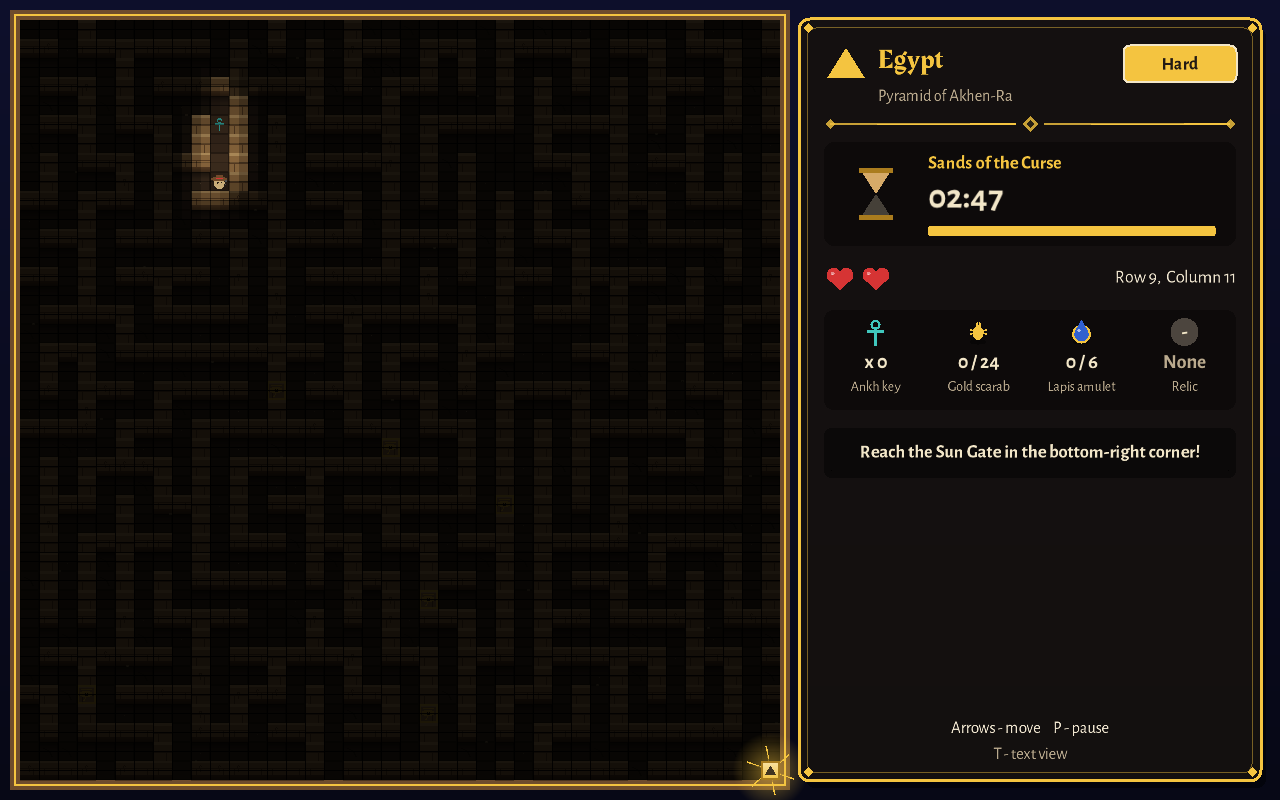 Egypt
Hard
Pyramid of Akhen-Ra
Sands of the Curse
02:47
Row 9, Column 11
-
x 0
0 / 24
0 / 6
None
Ankh key
Gold scarab
Lapis amulet
Relic
Reach the Sun Gate in the bottom-right corner!
Arrows - move P - pause
T - text view